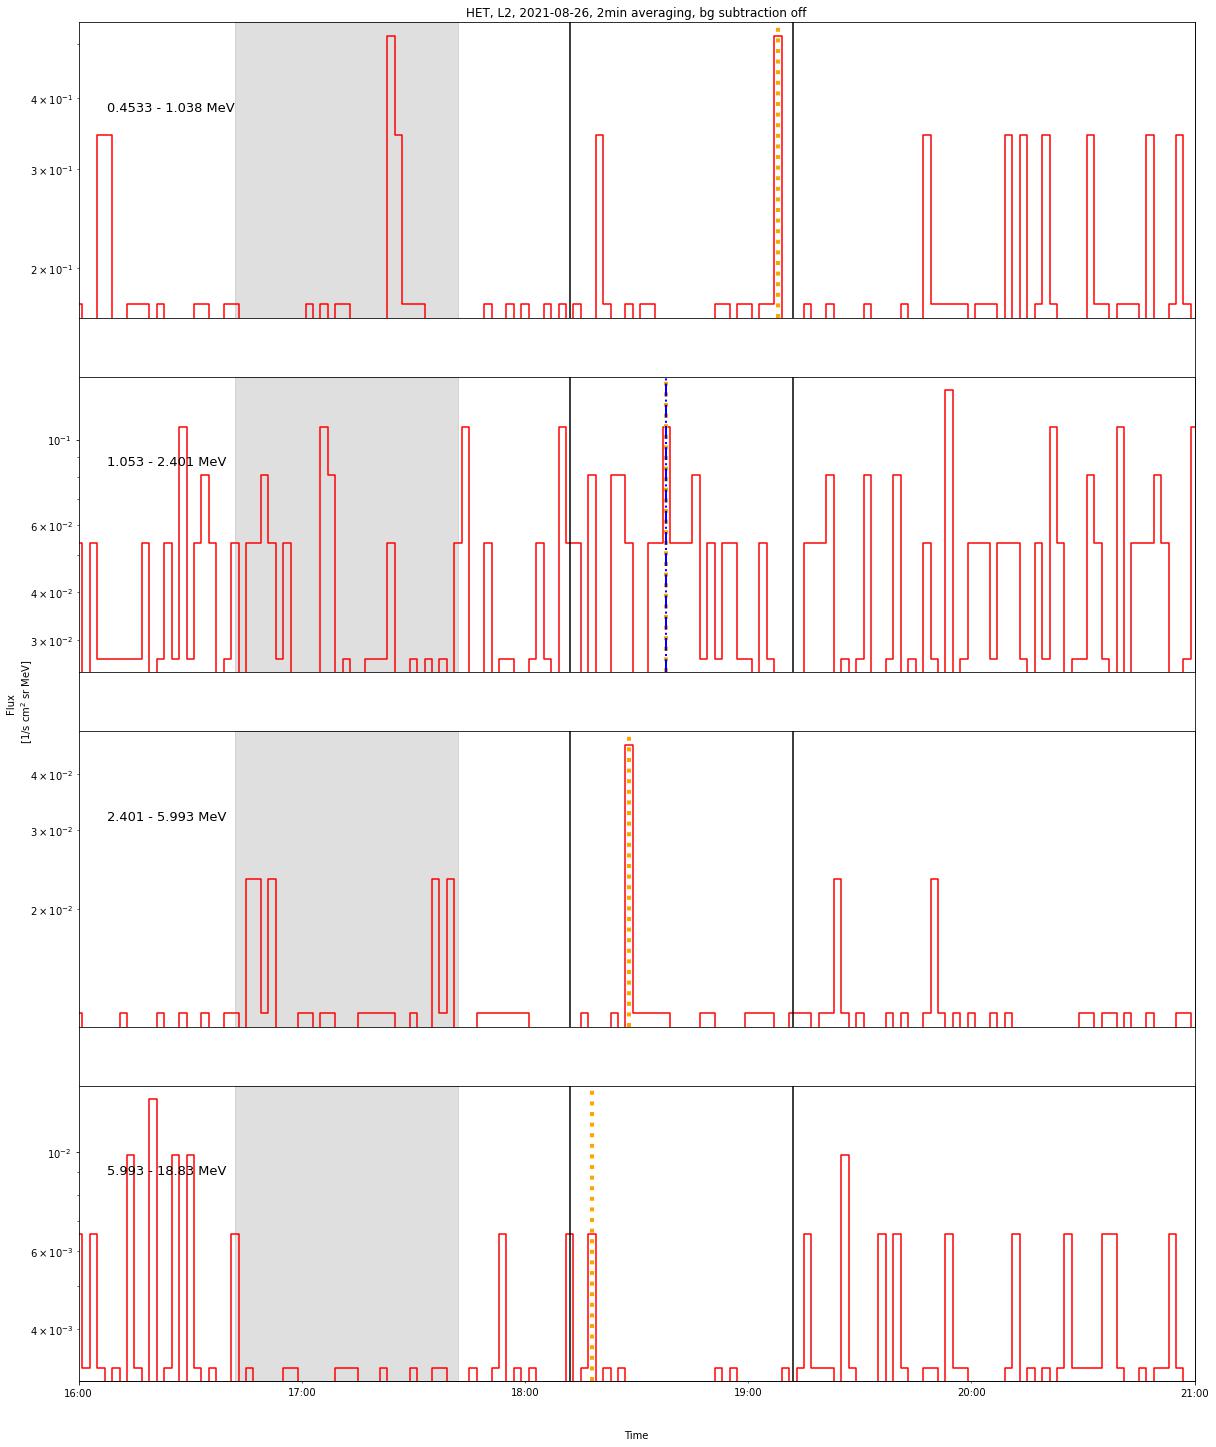 HET, L2, 2021-08-26, 2min averaging, bg subtraction off
4 × 10⁻¹
0.4533 - 1.038 MeV
3 × 10⁻¹
2 × 10⁻¹
10⁻¹
1.053 - 2.401 MeV
6 × 10⁻²
4 × 10⁻²
3 × 10⁻²
Flux
[1/s cm² sr MeV]
4 × 10⁻²
2.401 - 5.993 MeV
3 × 10⁻²
2 × 10⁻²
10⁻²
5.993 - 18.83 MeV
6 × 10⁻³
4 × 10⁻³
16:00 17:00 18:00 19:00 20:00 21:00
Time